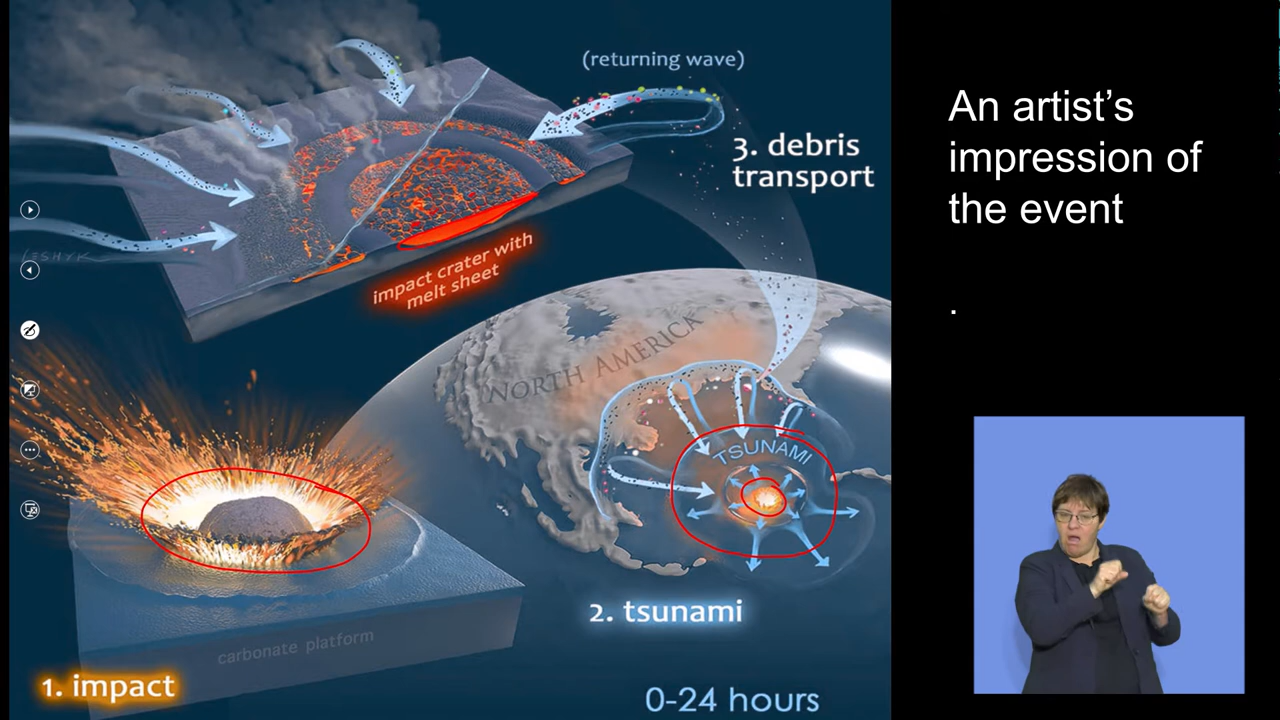 (returning wave)
3. debris
transport
LESHYK
impact crater with
melt sheet
NORTH AMERICA
TSUNAMI
2. tsunami
carbonate platform
1. impact
0-24 hours
An artist’s
impression of
the event
.